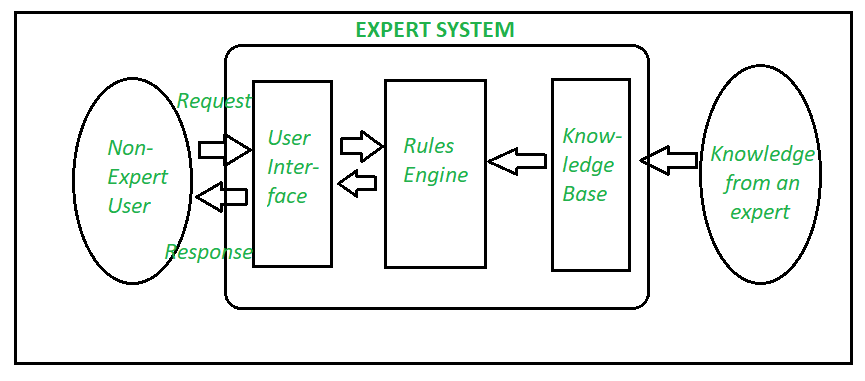 EXPERT SYSTEM
Request
Non-
Expert
User
Response
User
Inter-
face
Rules
Engine
Know-
ledge
Base
Knowledge
from an
expert